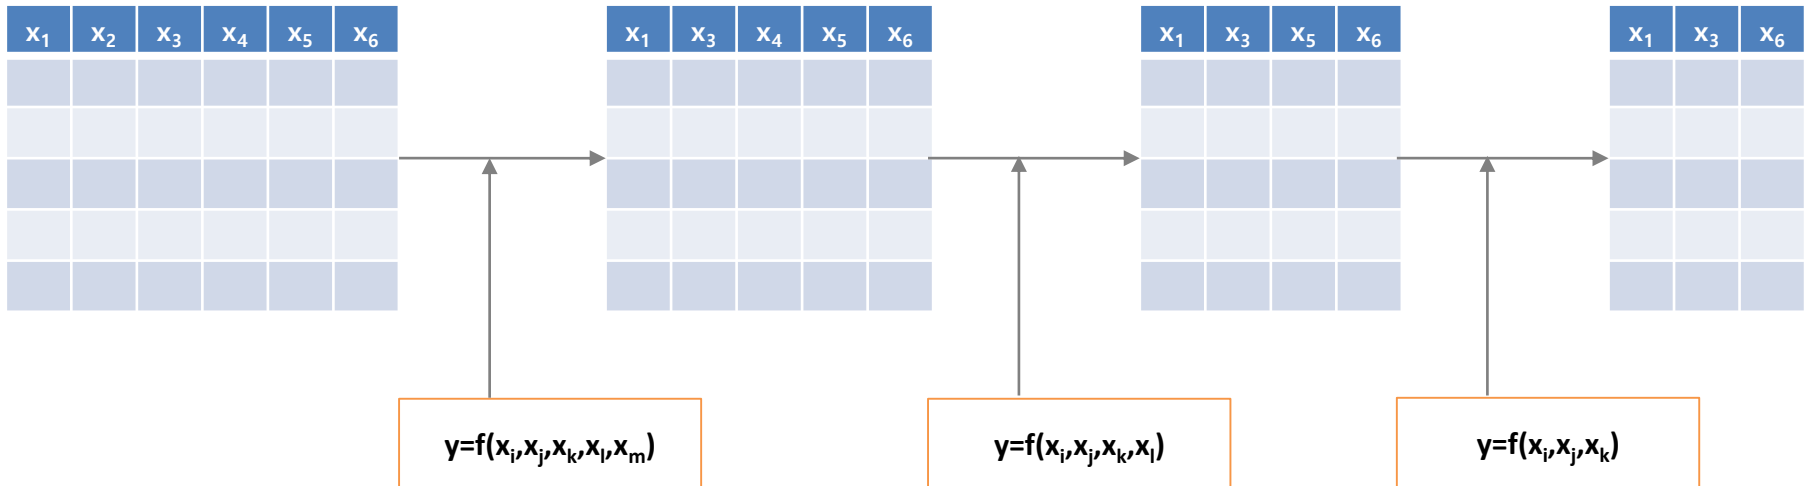 x₁ x₂ x₃ x₄ x₅ x₆
x₁ x₃ x₄ x₅ x₆
x₁ x₃ x₅ x₆
x₁ x₃ x₆
y=f(xᵢ,xⱼ,xₖ,xₗ,xₘ)
y=f(xᵢ,xⱼ,xₖ,xₗ)
y=f(xᵢ,xⱼ,xₖ)